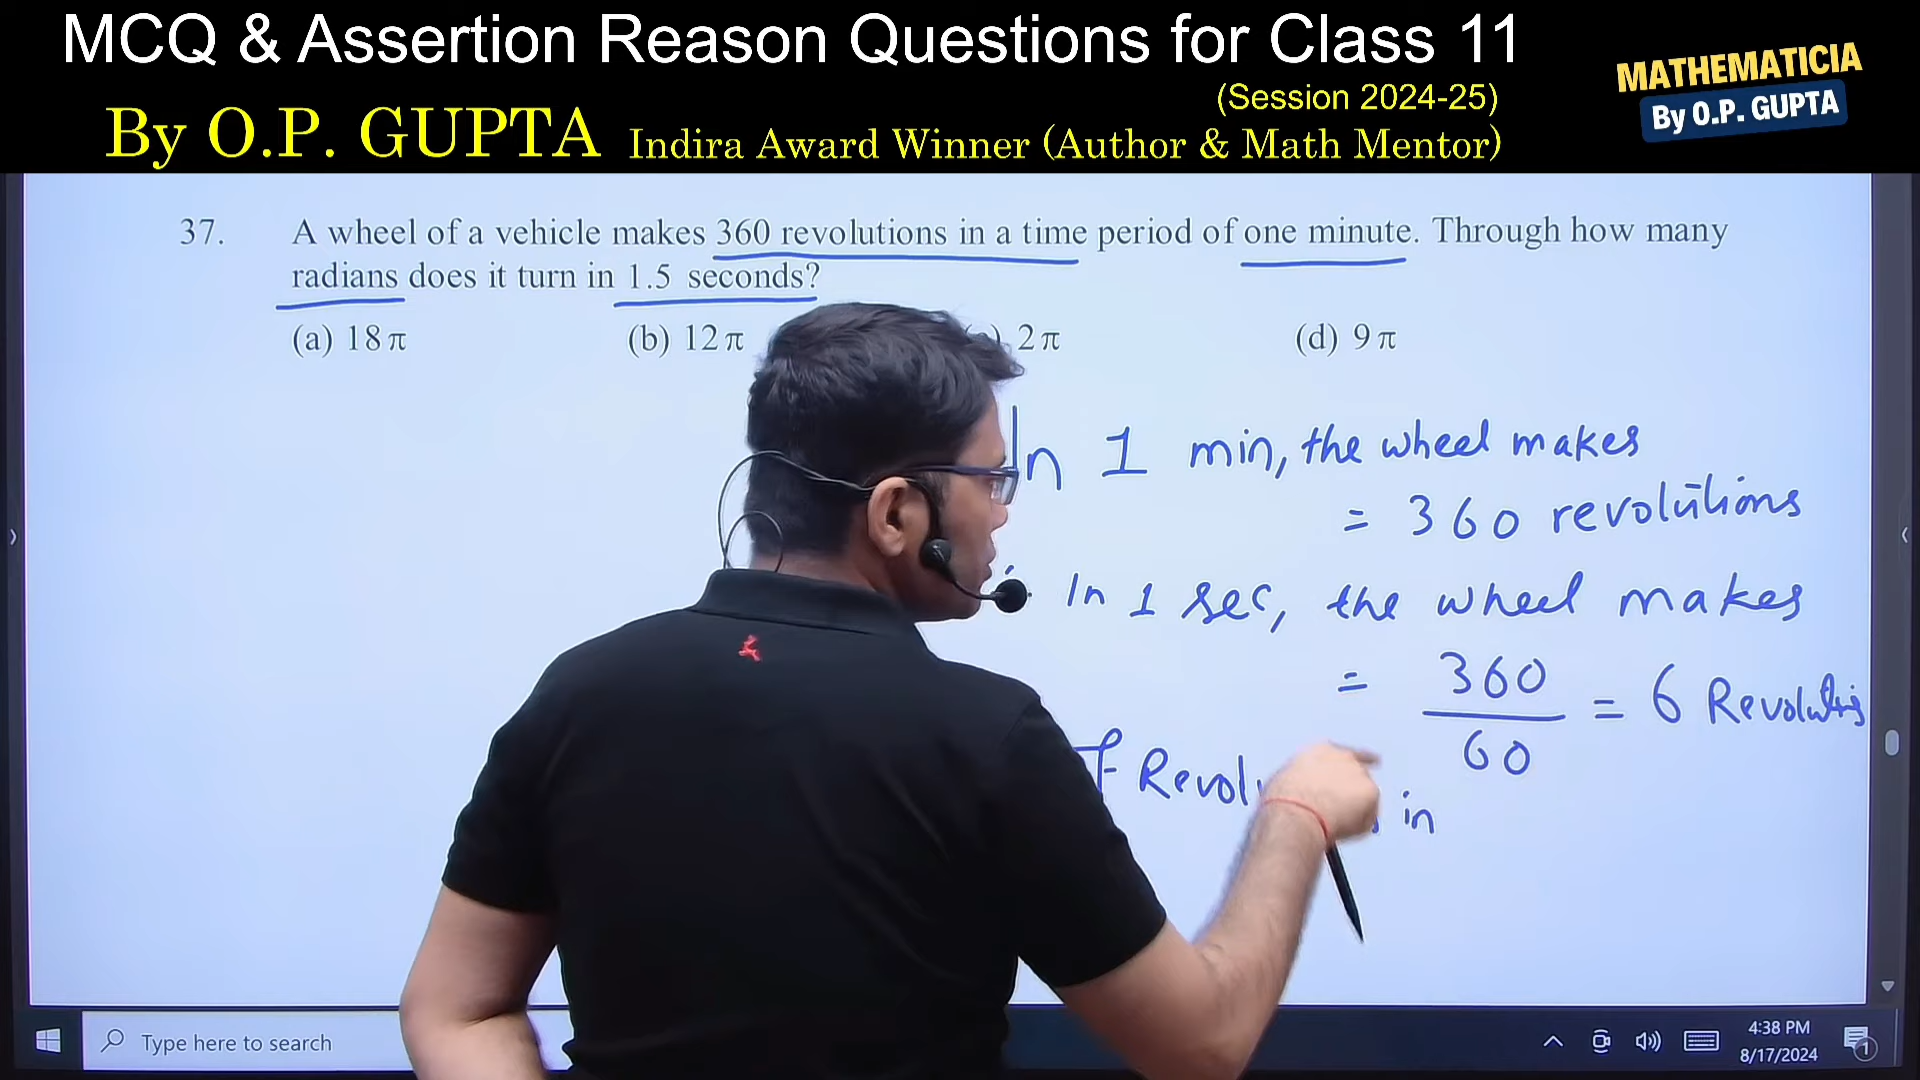 MCQ & Assertion Reason Questions for Class 11
(Session 2024-25)
By O.P. GUPTA Indira Award Winner (Author & Math Mentor)
MATHEMATICIA
By O.P. GUPTA
37. A wheel of a vehicle makes 360 revolutions in a time period of one minute. Through how many
radians does it turn in 1.5 seconds?
(a) 18π (b) 12π 2π (d) 9π
In 1 min, the wheel makes
= 360 revolutions
In 1 sec, the wheel makes
= 360/60 = 6 Revolutions
in
Type here to search
4:38 PM
8/17/2024
1